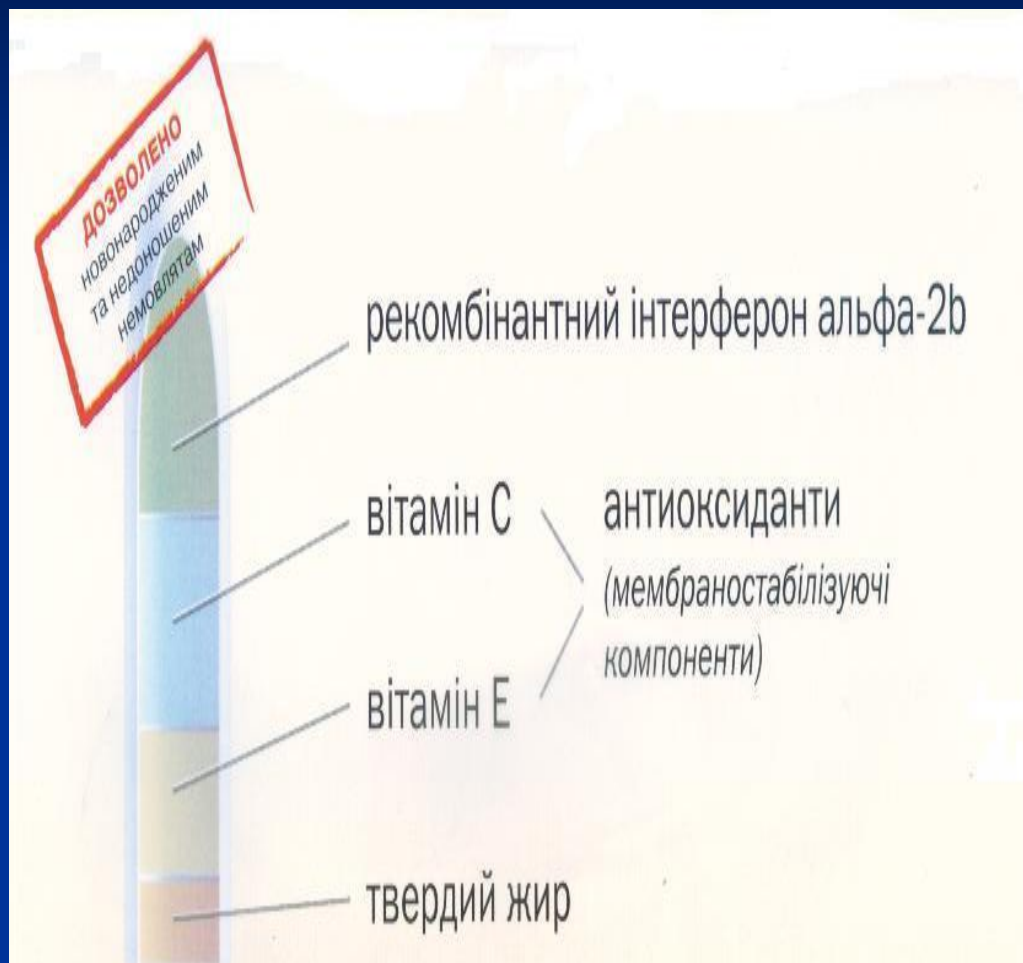 ДОЗВОЛЕНО
новонародженим
та недоношеним
немовлятам
рекомбінантний інтерферон альфа-2b
вітамін С
антиоксиданти
(мембраностабілізуючі
компоненти)
вітамін Е
твердий жир